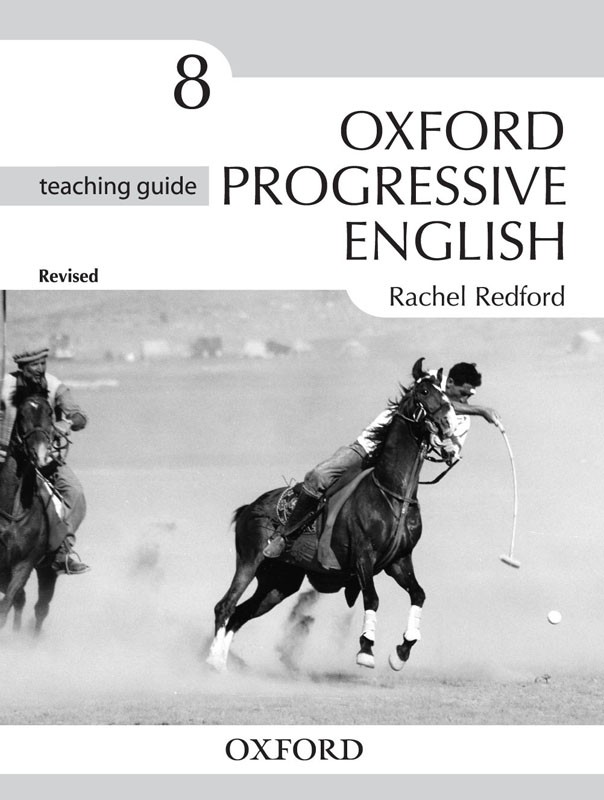 8
OXFORD
PROGRESSIVE
ENGLISH
teaching guide
Revised
Rachel Redford
OXFORD